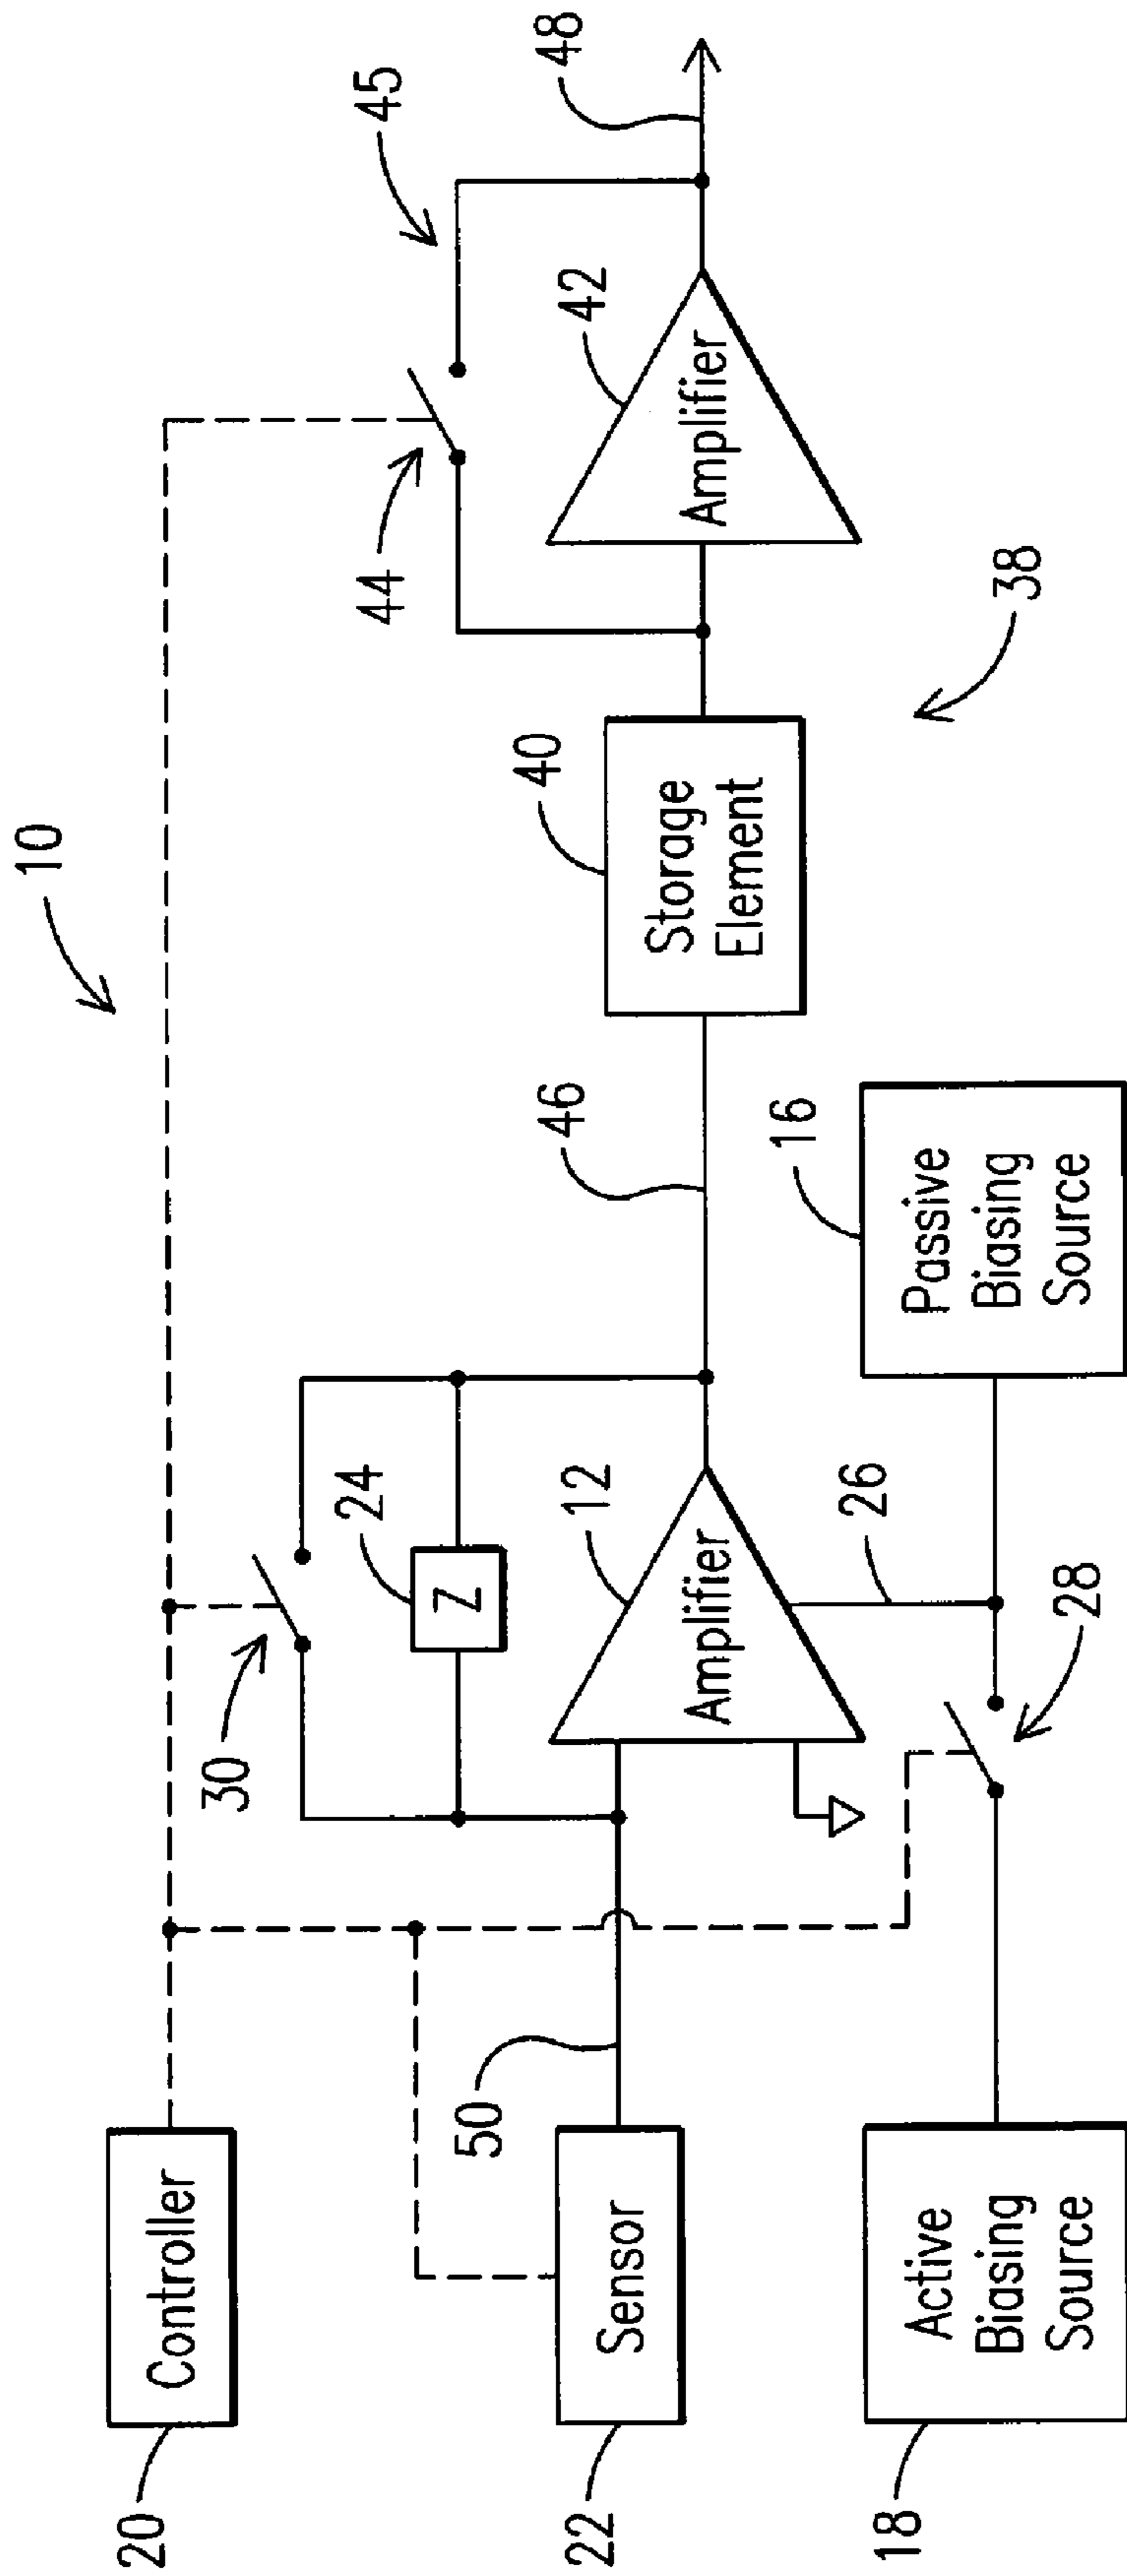 10
20
Controller
30
24
Z
44
45
22
Sensor
50
12
Amplifier
46
40
Storage
Element
42
Amplifier
48
18
Active
Biasing
Source
28
26
16
Passive
Biasing
Source
38